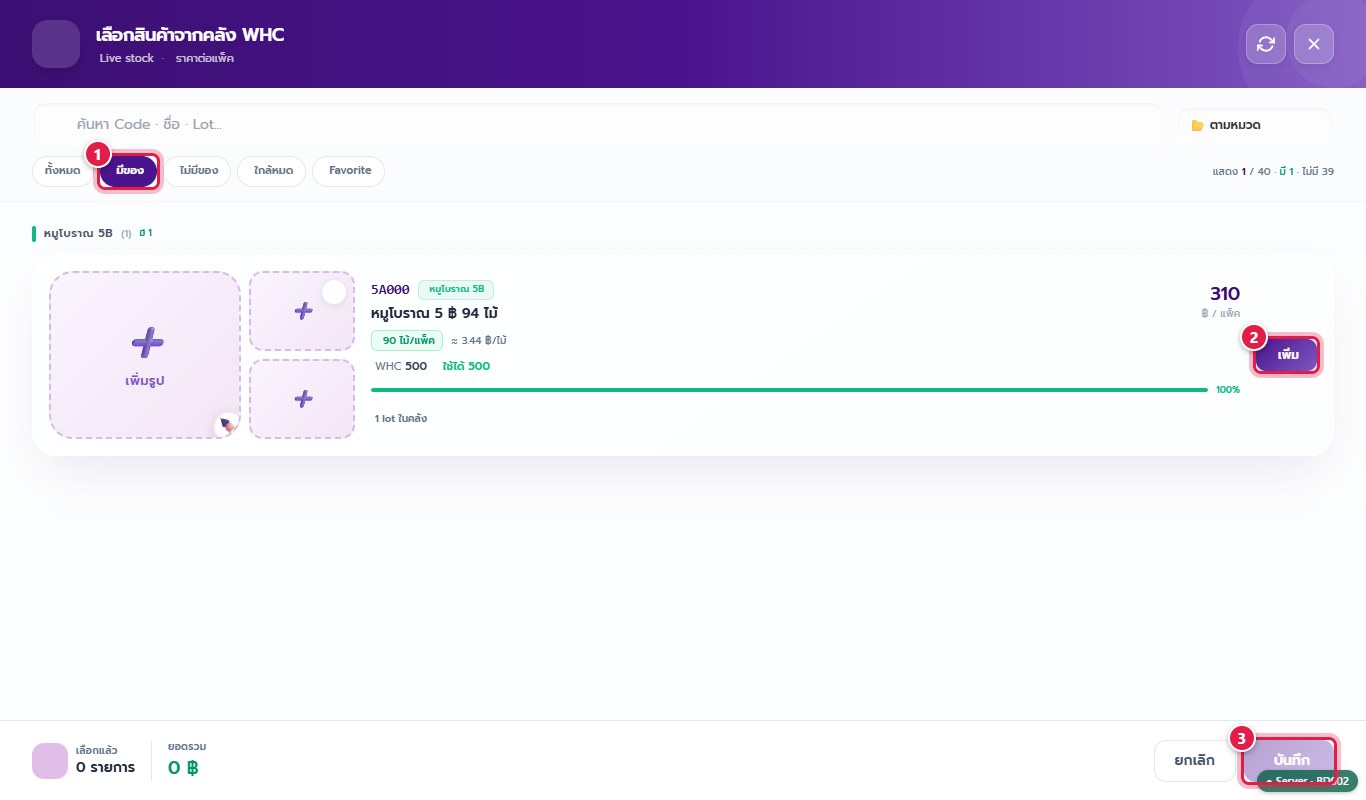 เลือกสินค้าจากคลัง WHC
Live stock · ราคาต่อแพ็ค
ค้นหา Code · ชื่อ · Lot...
ตามหมวด
1
ทั้งหมด มีของ ไม่มีของ ใกล้หมด Favorite
แสดง 1 / 40 · มี 1 · ไม่มี 39
หมูโบราณ 5B (1) มี 1
5A000 หมูโบราณ 5B
310
หมูโบราณ 5 ฿ 94 ไม้
฿ / แพ็ค
90 ไม้/แพ็ค ≈ 3.44 ฿/ไม้
2
เพิ่ม
WHC 500 ใช้ได้ 500
เพิ่มรูป
100%
1 lot ในคลัง
เลือกแล้ว
0 รายการ
ยอดรวม
0 ฿
3
ยกเลิก
บันทึก
Server